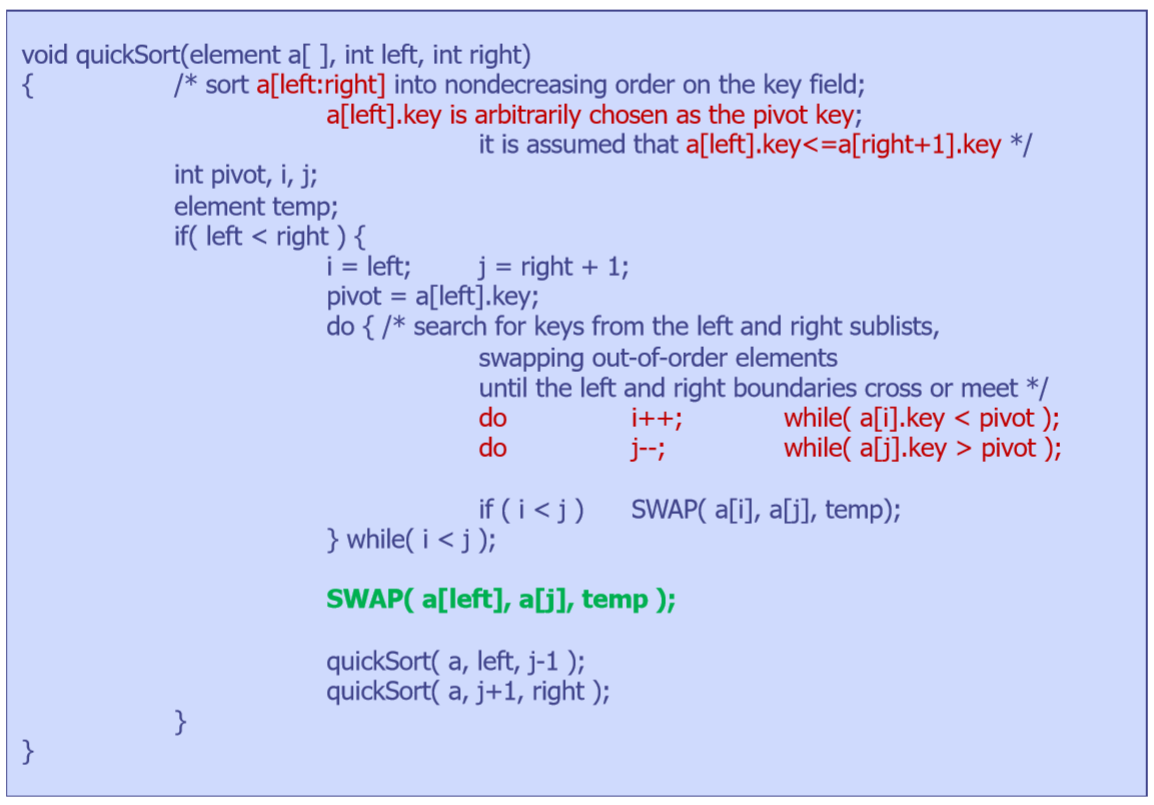 void quickSort(element a[ ], int left, int right)
{ /* sort a[left:right] into nondecreasing order on the key field;
a[left].key is arbitrarily chosen as the pivot key;
it is assumed that a[left].key<=a[right+1].key */
int pivot, i, j;
element temp;
if( left < right ) {
i = left; j = right + 1;
pivot = a[left].key;
do { /* search for keys from the left and right sublists,
swapping out-of-order elements
until the left and right boundaries cross or meet */
do i++; while( a[i].key < pivot );
do j--; while( a[j].key > pivot );
if ( i < j ) SWAP( a[i], a[j], temp);
} while( i < j );
SWAP( a[left], a[j], temp );
quickSort( a, left, j-1 );
quickSort( a, j+1, right );
}
}